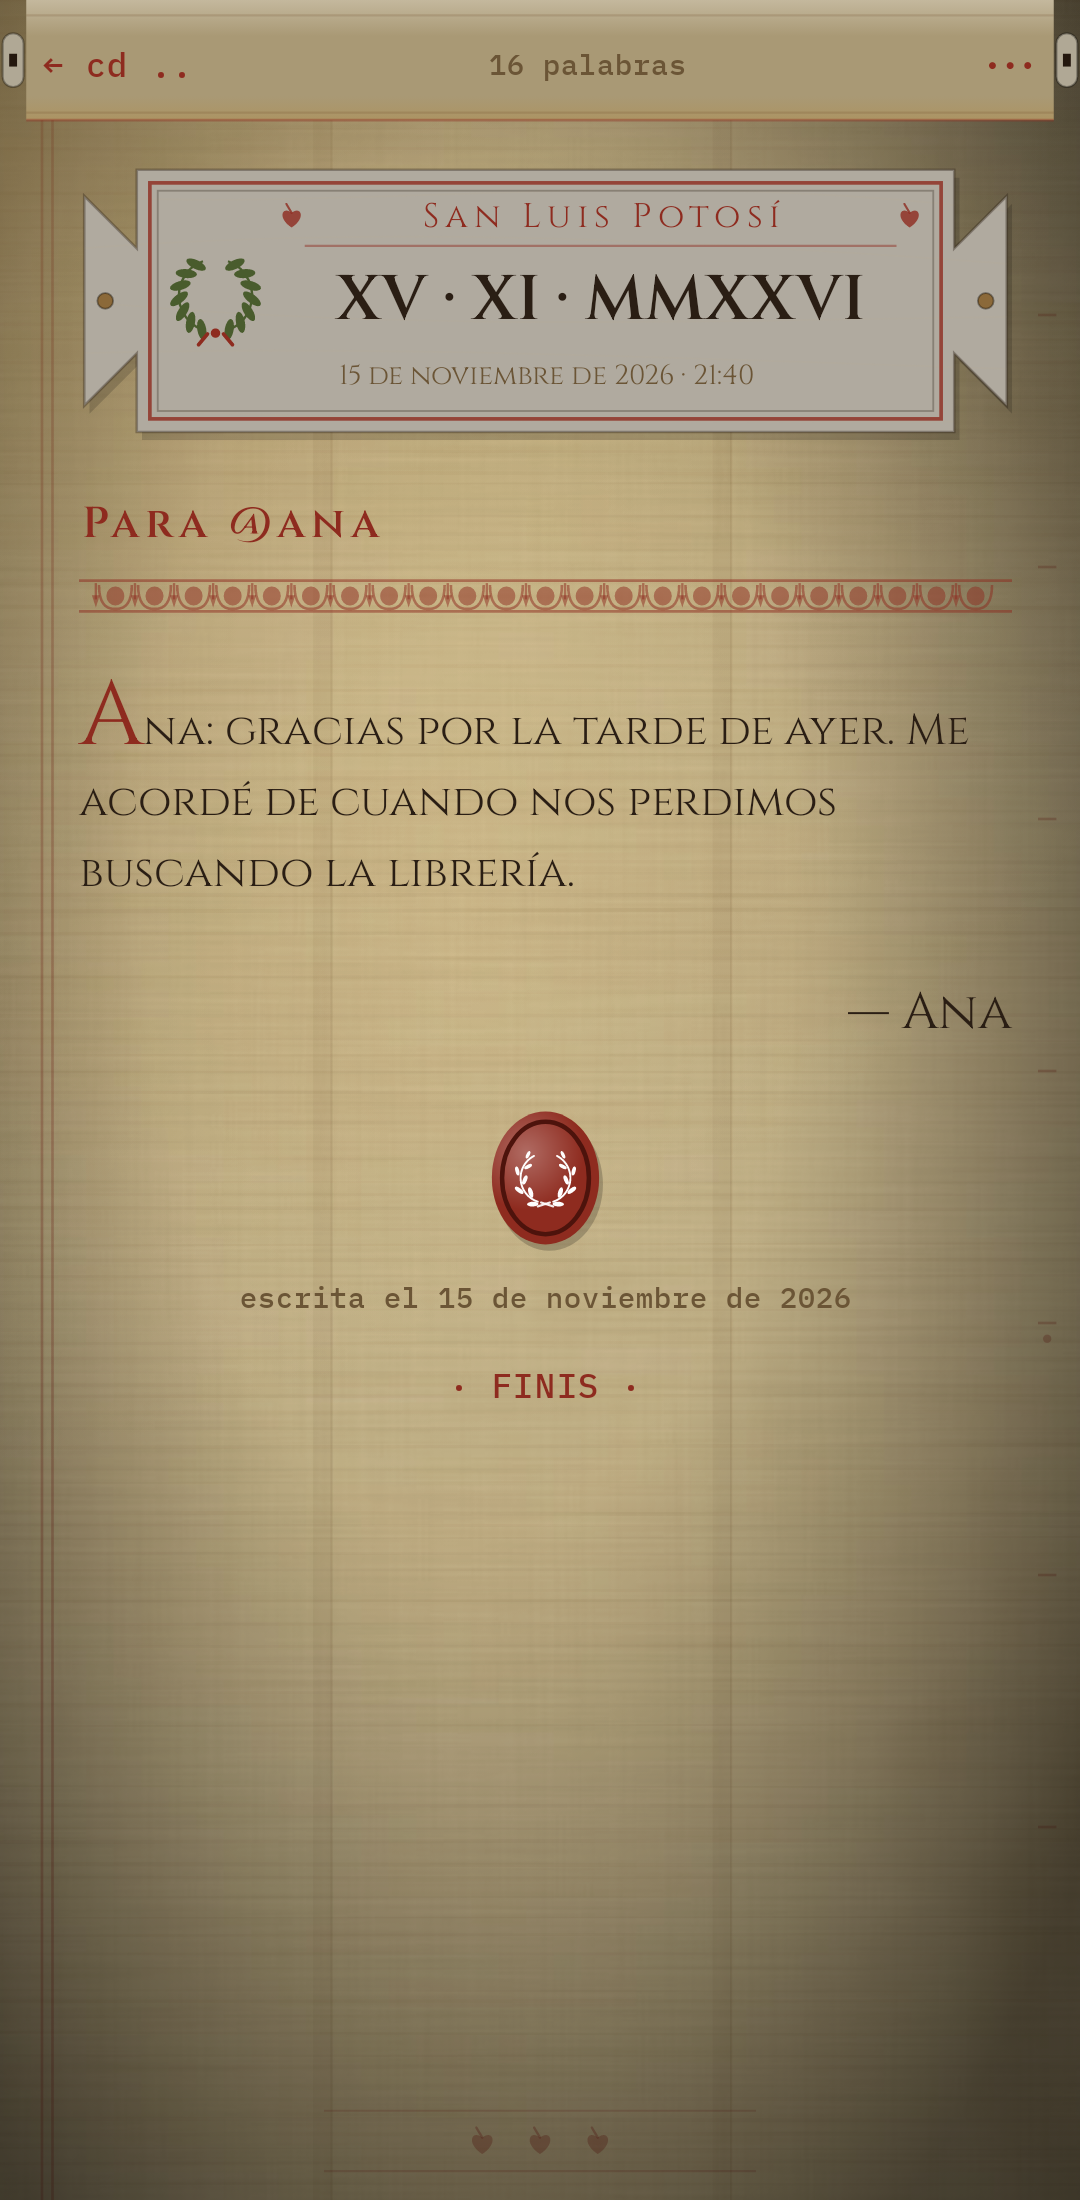 ← cd ..
16 palabras
...
San Luis Potosí
XV · XI · MMXXVI
15 de noviembre de 2026 · 21:40
Para @ana
Ana: gracias por la tarde de ayer. Me
acordé de cuando nos perdimos
buscando la librería.
— Ana
escrita el 15 de noviembre de 2026
· FINIS ·